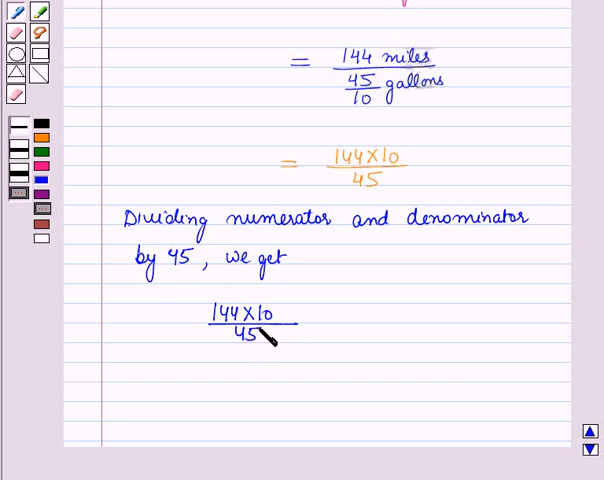 = 144 miles / 45/10 gallons
= 144×10 / 45
Dividing numerator and denominator
by 45, we get
144×10 / 45